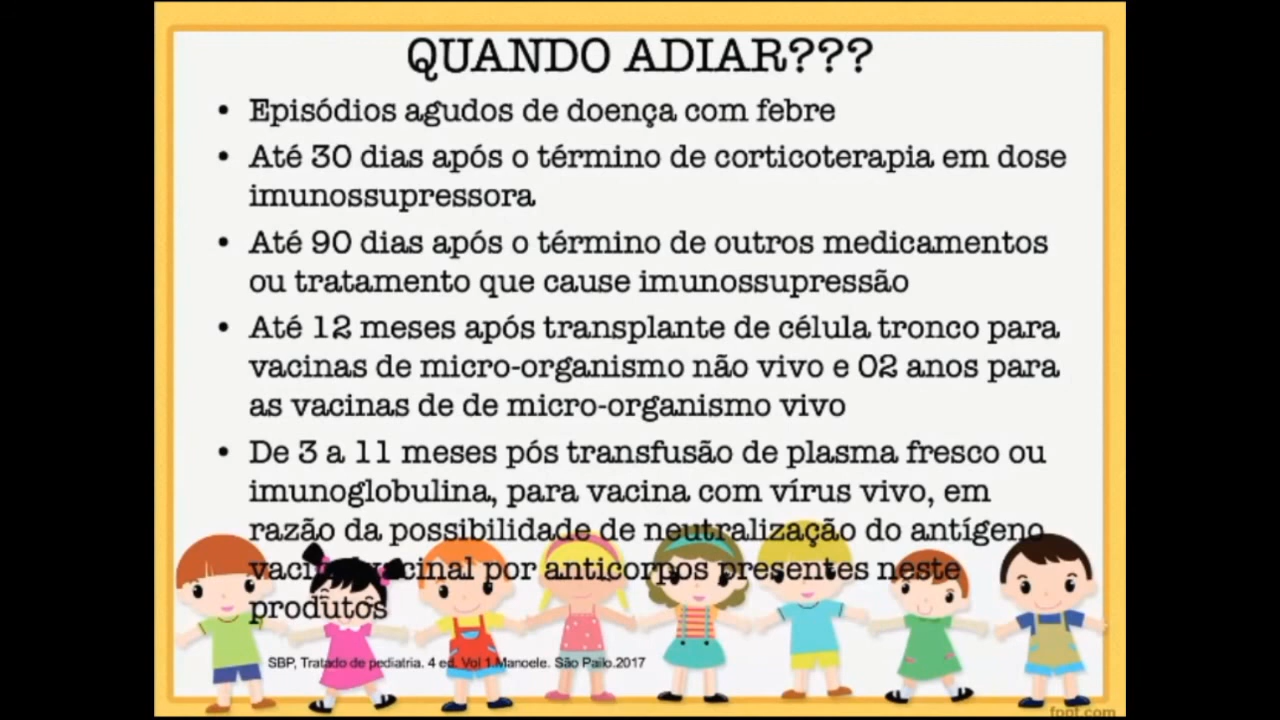 QUANDO ADIAR???
• Episódios agudos de doença com febre
• Até 30 dias após o término de corticoterapia em dose
imunossupressora
• Até 90 dias após o término de outros medicamentos
ou tratamento que cause imunossupressão
• Até 12 meses após transplante de célula tronco para
vacinas de micro-organismo não vivo e 02 anos para
as vacinas de de micro-organismo vivo
• De 3 a 11 meses pós transfusão de plasma fresco ou
imunoglobulina, para vacina com vírus vivo, em
razão da possibilidade de neutralização do antígeno
por anticorpos presentes neste
produtos
SBP, Tratado de pediatria. 4 ed. Vol 1.Manoele. São Pailo.2017
fppt.com